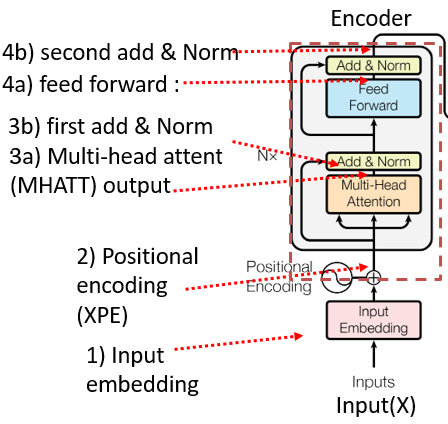 Encoder
4b) second add & Norm
4a) feed forward :
3b) first add & Norm
3a) Multi-head attent
(MHATT) output
2) Positional
encoding
(XPE)
1) Input
embedding
Add & Norm
Feed
Forward
Nx
Add & Norm
Multi-Head
Attention
Positional
Encoding
Input
Embedding
Inputs
Input(X)